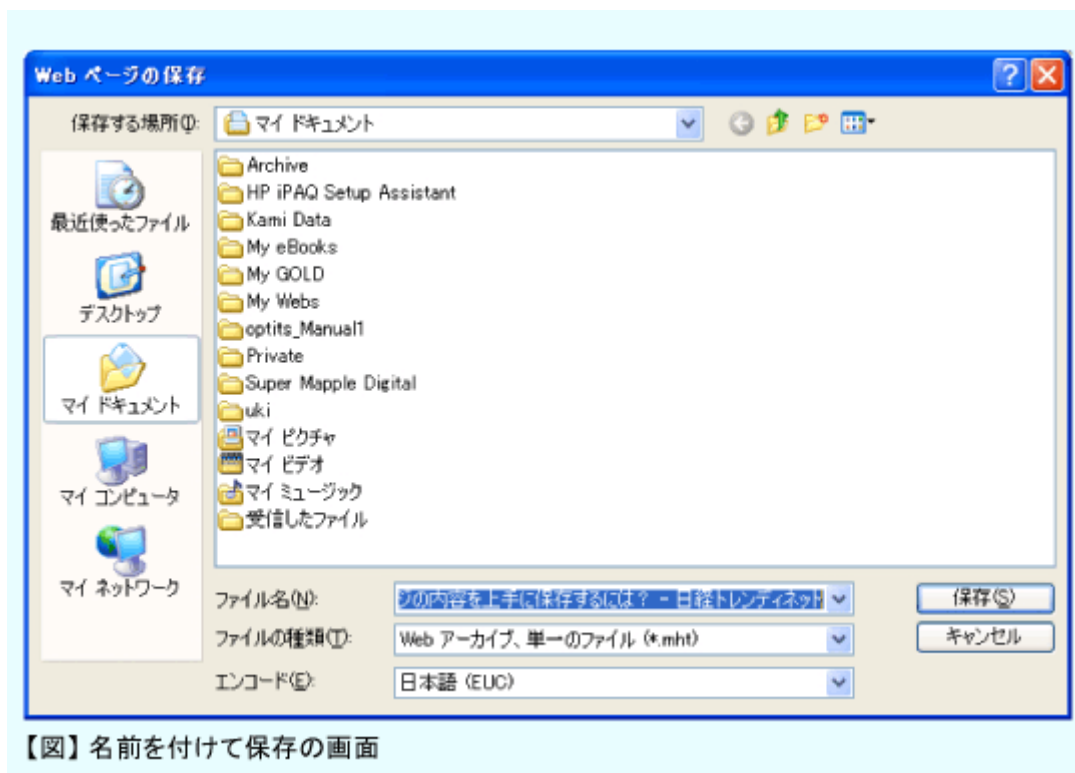 Web ページの保存
保存する場所(I):
マイ ドキュメント
最近使ったファイル
デスクトップ
マイ ドキュメント
マイ コンピュータ
マイ ネットワーク
Archive
HP iPAQ Setup Assistant
Kami Data
My eBooks
My GOLD
My Webs
optits_Manual1
Private
Super Mapple Digital
uki
マイ ピクチャ
マイ ビデオ
マイ ミュージック
受信したファイル
ファイル名(N):
ジの内容を上手に保存するには? - 日経トレンディネット
保存(S)
ファイルの種類(T):
Web アーカイブ、単一のファイル (*.mht)
キャンセル
エンコード(E):
日本語 (EUC)
【図】名前を付けて保存の画面